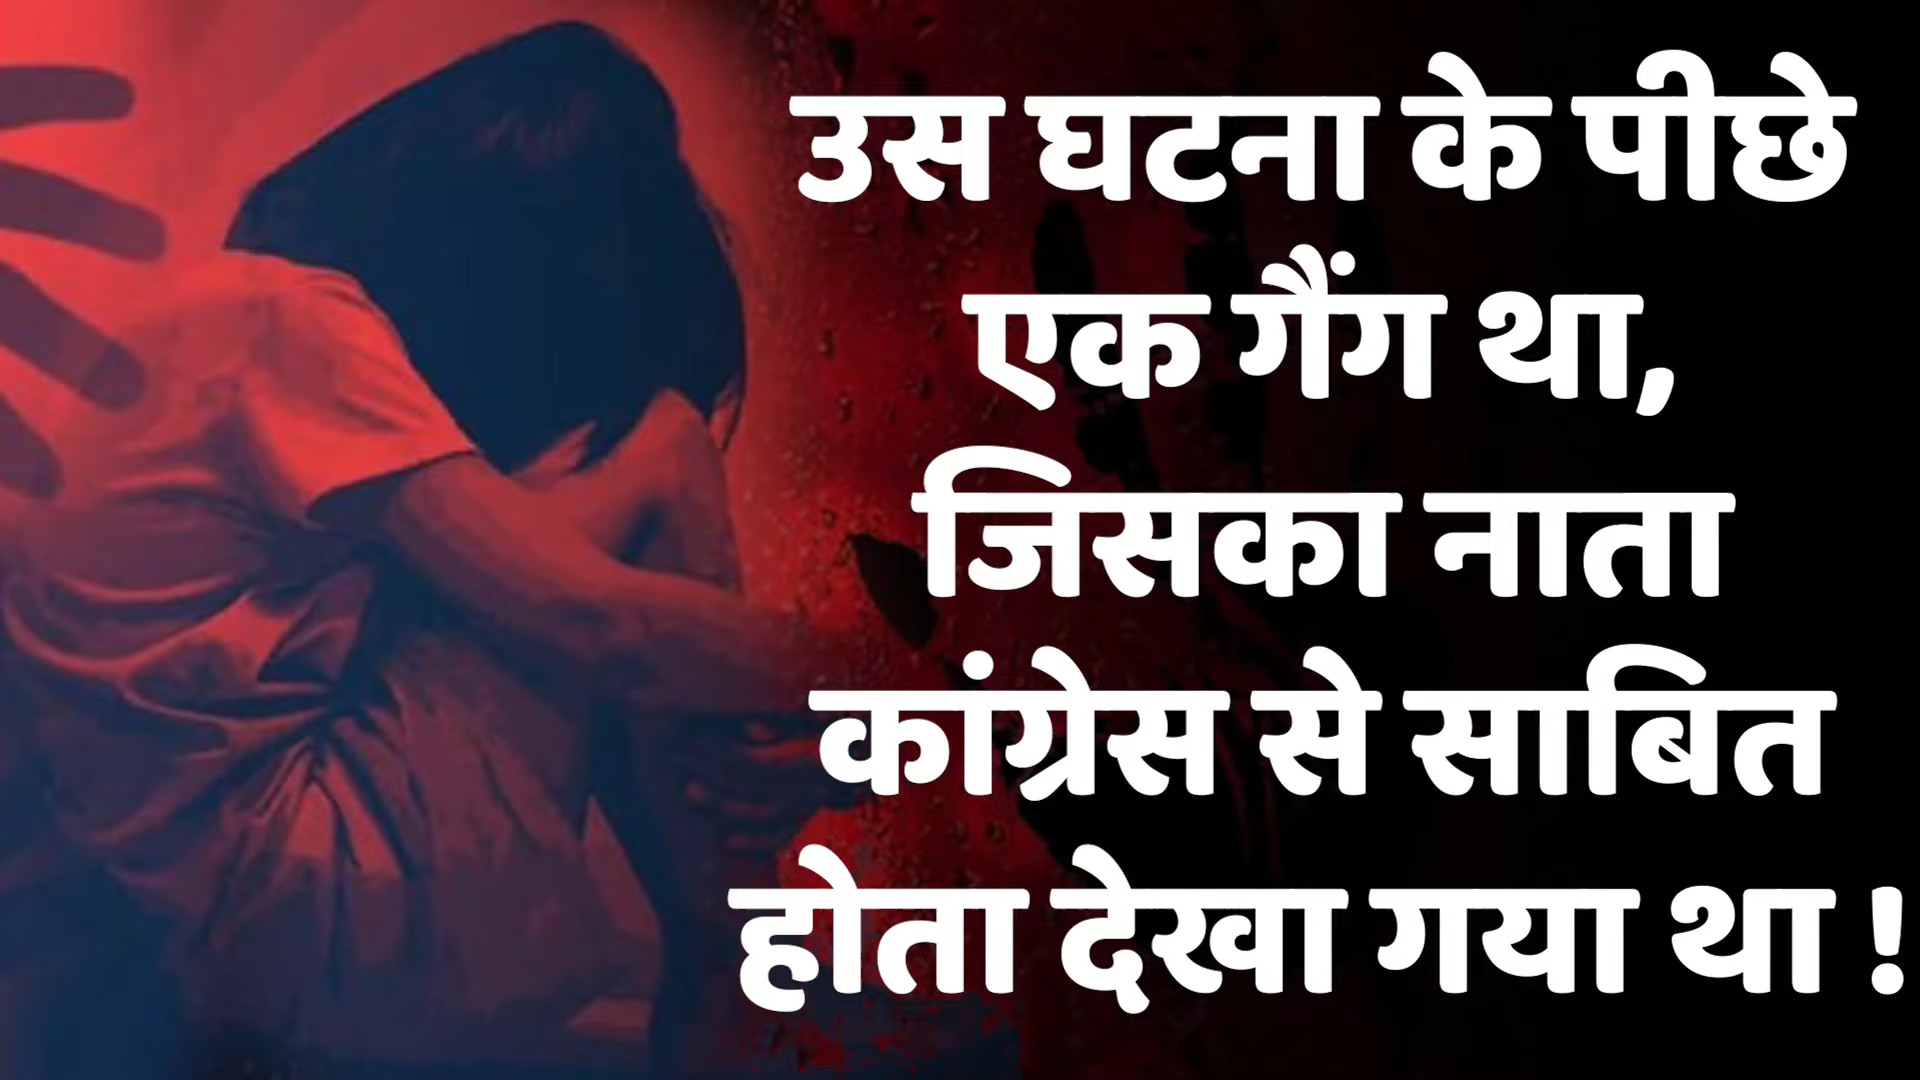 उस घटना के पीछे
एक गैंग था,
जिसका नाता
कांग्रेस से साबित
होता देखा गया था !